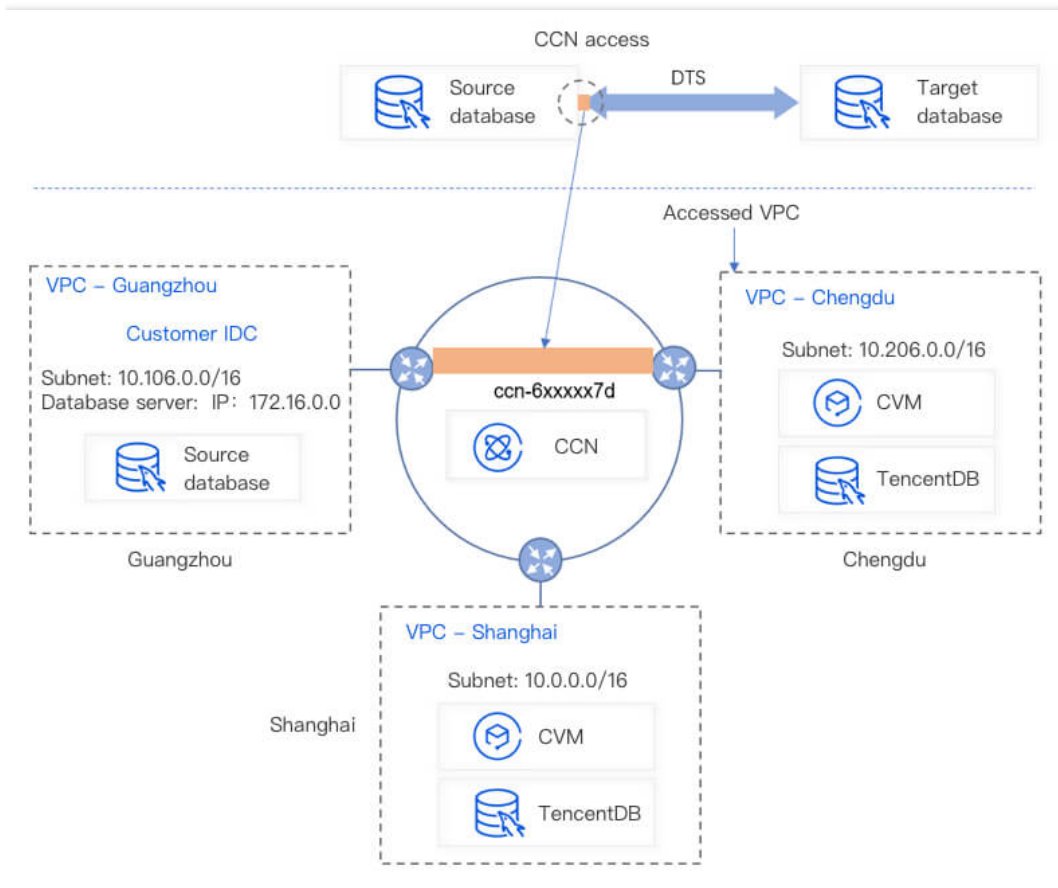 CCN access
Source
database
DTS
Target
database
Accessed VPC
VPC – Guangzhou
Customer IDC
Subnet: 10.106.0.0/16
Database server: IP: 172.16.0.0
Source
database
Guangzhou
ccn-6xxxxx7d
CCN
VPC – Chengdu
Subnet: 10.206.0.0/16
CVM
TencentDB
Chengdu
VPC – Shanghai
Subnet: 10.0.0.0/16
Shanghai
CVM
TencentDB